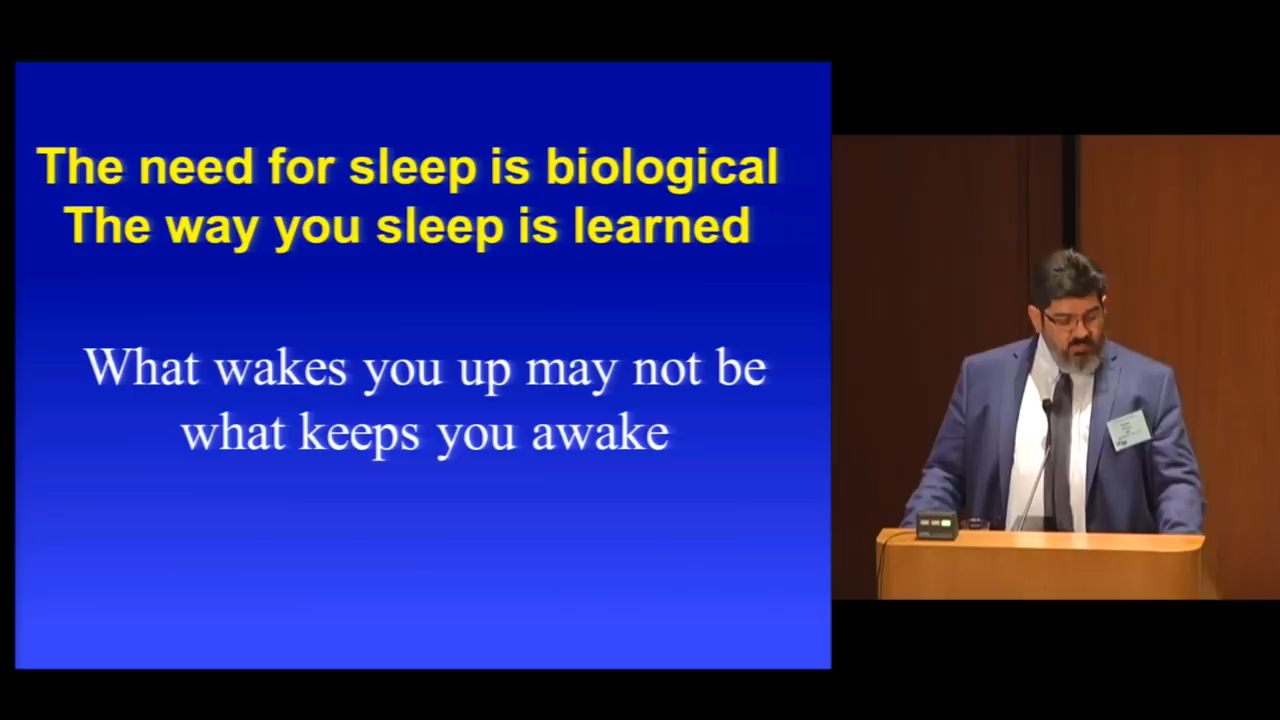 The need for sleep is biological
The way you sleep is learned
What wakes you up may not be
what keeps you awake